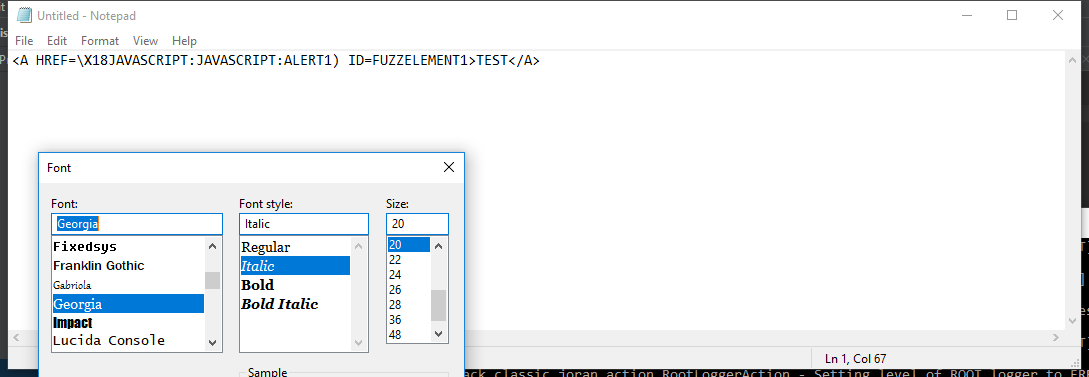 Untitled - Notepad
File Edit Format View Help
<A HREF=\X18JAVASCRIPT:JAVASCRIPT:ALERT1) ID=FUZZELEMENT1>TEST</A>
Font
Font: Font style: Size:
Georgia Italic 20
Fixedsys Regular 20
Franklin Gothic Italic 22
Gabriola Bold 24
Georgia Bold Italic 26
Impact 28
Lucida Console 36
48
Sample
Ln 1, Col 67
ack.classic.joran.action.RootLoggerAction - Setting level of ROOT logger to